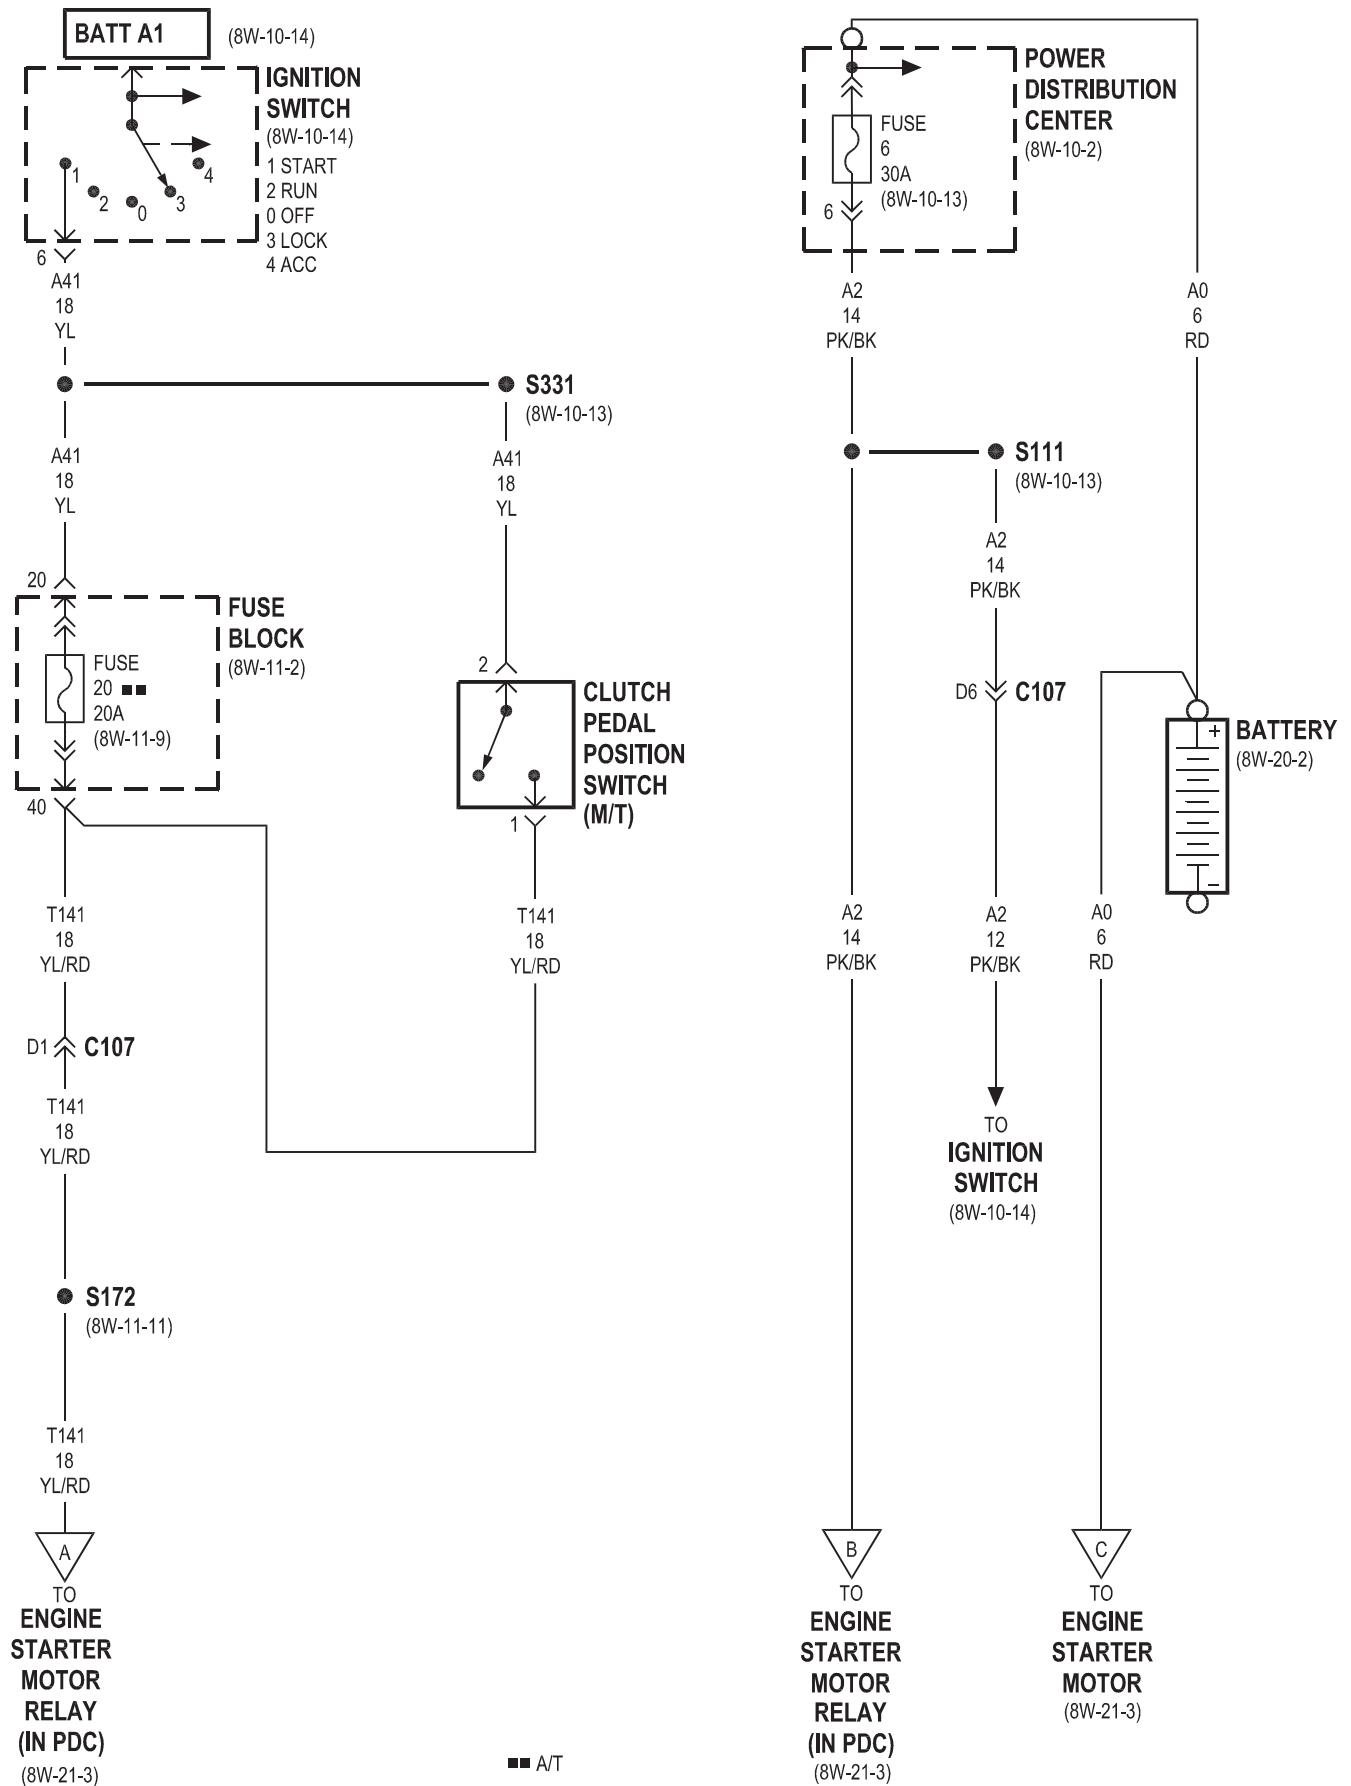 BATT A1
(8W-10-14)
IGNITION
SWITCH
(8W-10-14)
1 START
2 RUN
0 OFF
3 LOCK
4 ACC
1
2
0
3
4
6
A41
18
YL
S331
(8W-10-13)
A41
18
YL
A41
18
YL
20
FUSE
BLOCK
(8W-11-2)
FUSE
20 ■■
20A
(8W-11-9)
40
2
CLUTCH
PEDAL
POSITION
SWITCH
(M/T)
1
T141
18
YL/RD
T141
18
YL/RD
D1
C107
T141
18
YL/RD
S172
(8W-11-11)
T141
18
YL/RD
A
TO
ENGINE
STARTER
MOTOR
RELAY
(IN PDC)
(8W-21-3)
■■ A/T
POWER
DISTRIBUTION
CENTER
(8W-10-2)
FUSE
6
30A
(8W-10-13)
6
A2
14
PK/BK
A0
6
RD
S111
(8W-10-13)
A2
14
PK/BK
D6
C107
+
BATTERY
(8W-20-2)
–
A2
14
PK/BK
A2
12
PK/BK
A0
6
RD
TO
IGNITION
SWITCH
(8W-10-14)
B
TO
ENGINE
STARTER
MOTOR
RELAY
(IN PDC)
(8W-21-3)
C
TO
ENGINE
STARTER
MOTOR
(8W-21-3)